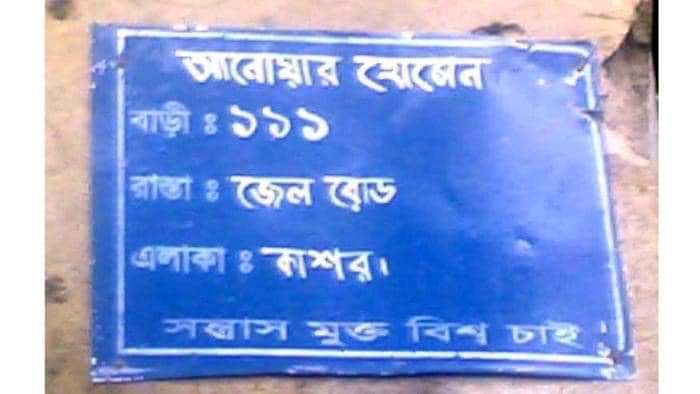 আনোয়ার হোসেন
বাড়ী : ১১১
রাস্তা : জেল রোড
এলাকা : কাশর।
সন্ত্রাস মুক্ত বিশ্ব চাই